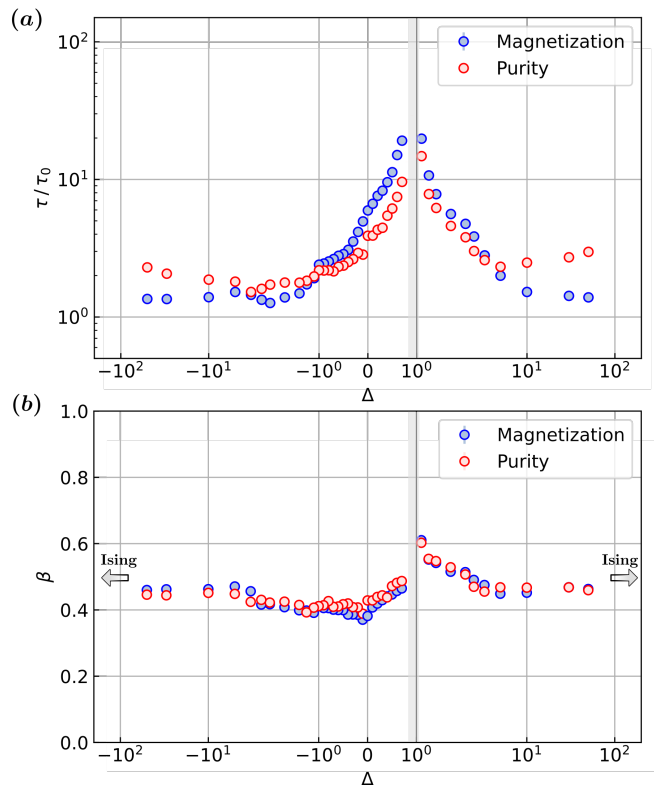 (a)
10²
10¹
10⁰
τ/τ₀
Magnetization
Purity
−10² −10¹ −10⁰ 0 10⁰ 10¹ 10²
Δ
(b)
1.0
0.8
0.6
0.4
0.2
0.0
β
Magnetization
Purity
Ising
Ising
−10² −10¹ −10⁰ 0 10⁰ 10¹ 10²
Δ